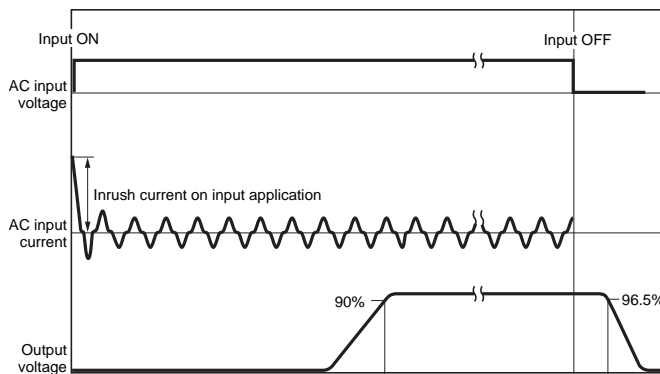 Input ON
Input OFF
AC input
voltage
Inrush current on input application
AC input
current
90%
96.5%
Output
voltage